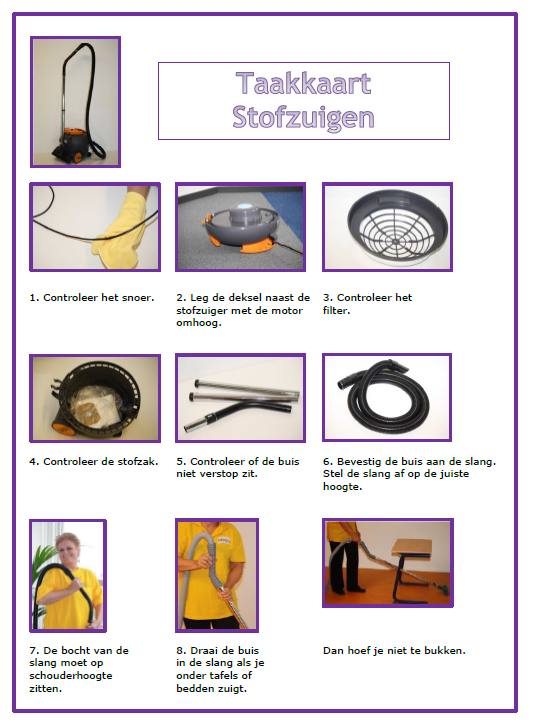 Taakkaart
Stofzuigen
1. Controleer het snoer.
2. Leg de deksel naast de
stofzuiger met de motor
omhoog.
3. Controleer het
filter.
4. Controleer de stofzak.
5. Controleer of de buis
niet verstop zit.
6. Bevestig de buis aan de slang.
Stel de slang af op de juiste
hoogte.
7. De bocht van de
slang moet op
schouderhoogte
zitten.
8. Draai de buis
in de slang als je
onder tafels of
bedden zuigt.
Dan hoef je niet te bukken.